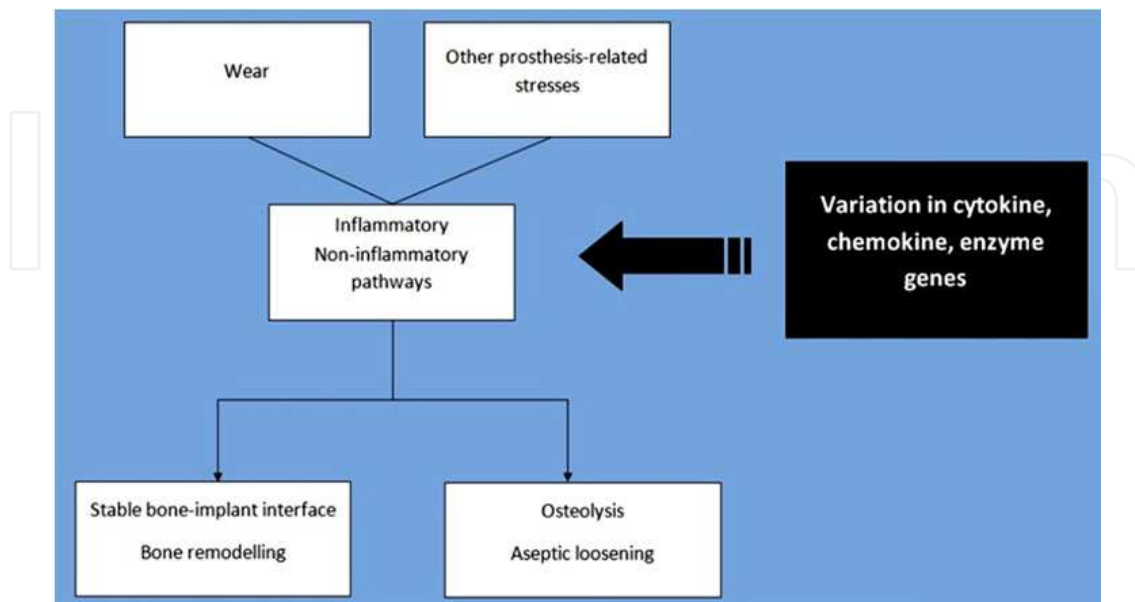 Wear
Other prosthesis-related
stresses
Inflammatory
Non-inflammatory
pathways
Variation in cytokine,
chemokine, enzyme
genes
Stable bone-implant interface
Bone remodelling
Osteolysis
Aseptic loosening